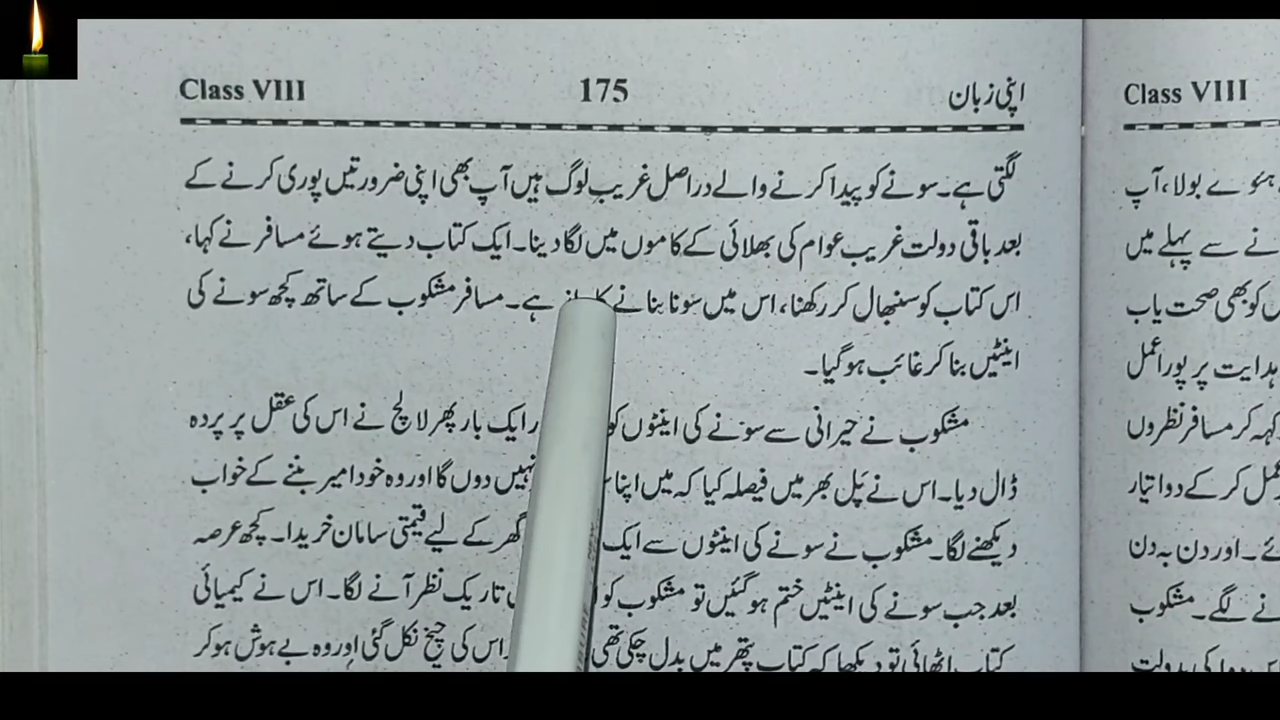 Class VIII 175 اپنی زبان
لگتی ہے۔ سونے کو پیدا کرنے والے دراصل غریب لوگ ہیں آپ بھی اپنی ضرورتیں پوری کرنے کے
بعد باقی دولت غریب عوام کی بھلائی کے کاموں میں لگا دینا۔ ایک کتاب دیتے ہوئے مسافر نے کہا،
اس کتاب کو سنبھال کر رکھنا، اس میں سونا بنانے ہے۔ مسافر مشکوب کے ساتھ کچھ سونے کی
اینٹیں بنا کر غائب ہو گیا۔
مشکوب نے حیرانی سے سونے کی اینٹوں کو ایک بار پھر لالچ نے اس کی عقل پر پردہ
ڈال دیا۔ اس نے پَل بھر میں فیصلہ کیا کہ میں اپنا نہیں دوں گا اور وہ خود امیر بننے کے خواب
دیکھنے لگا۔ مشکوب نے سونے کی اینٹوں سے ایک گھر کے لیے قیمتی سامان خریدا۔ کچھ عرصہ
بعد جب سونے کی اینٹیں ختم ہو گئیں تو مشکوب کو تاریک نظر آنے لگا۔ اس نے کیمیائی
کتاب اٹھائی تو دیکھا کہ کتاب پتھر میں بدل چکی تھی اس کی چیخ نکل گئی اور وہ بے ہوش ہو کر
Class VIII
ہوئے بولا، آپ
نے سے پہلے میں
کو بھی صحت یاب
ہدایت پر پورا عمل
کہہ کر مسافر نظروں
عمل کر کے دوا تیار
ئے۔ اور دن بہ دن
نے لگے۔ مشکوب
دوا کی بدولت